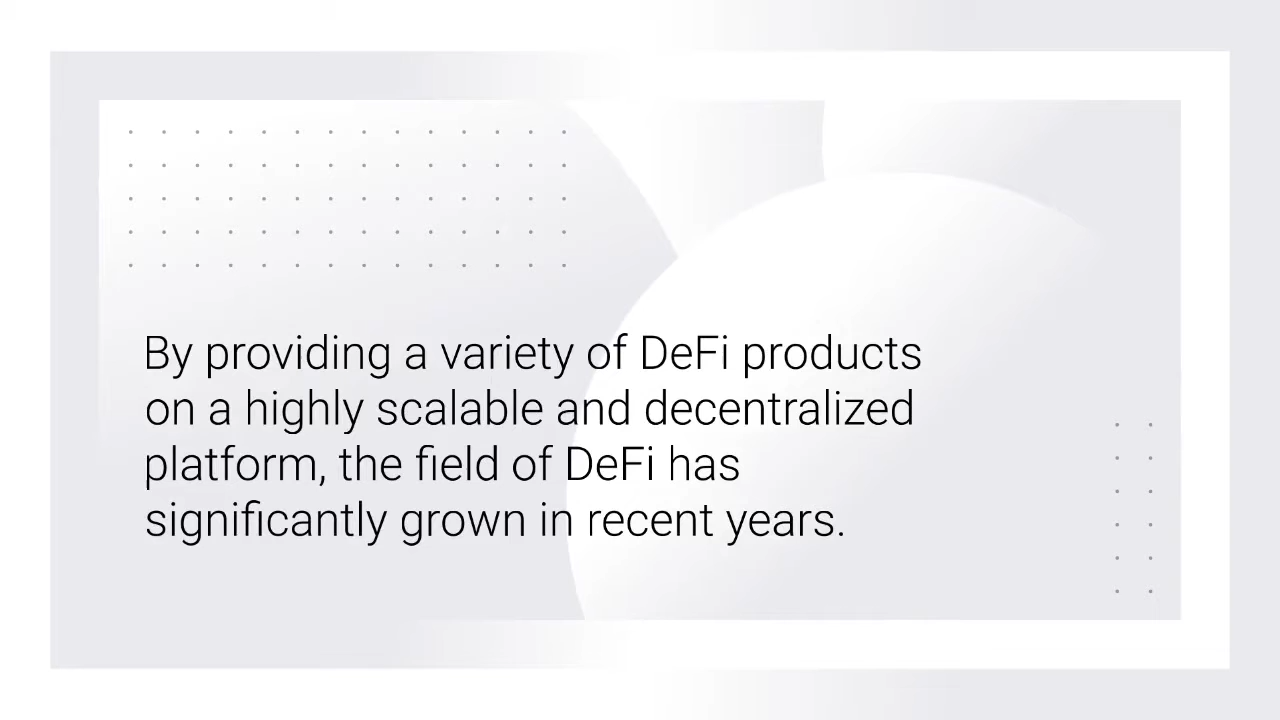 By providing a variety of DeFi products
on a highly scalable and decentralized
platform, the field of DeFi has
significantly grown in recent years.